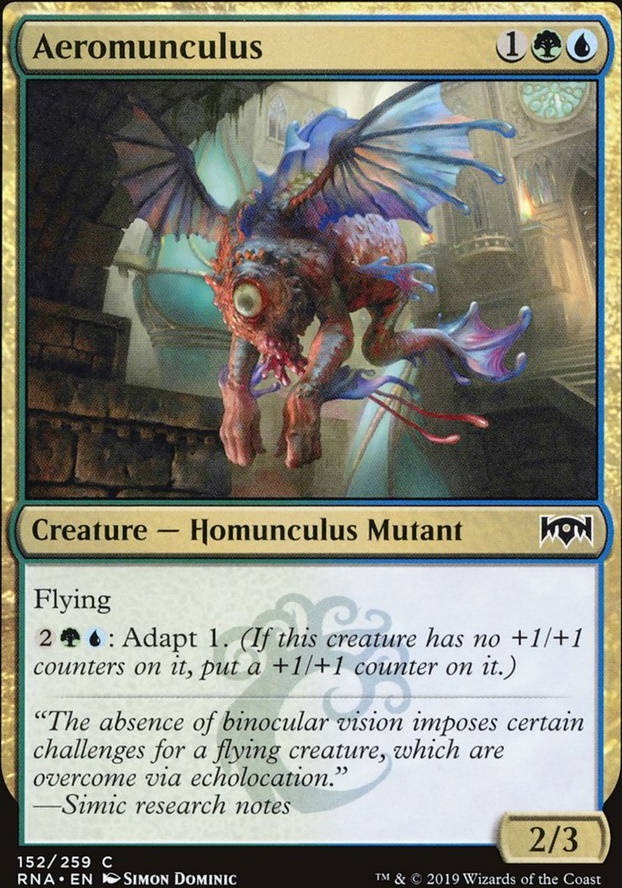 Aeromunculus 1
Creature — Homunculus Mutant
Flying
2 : Adapt 1. (If this creature has no +1/+1
counters on it, put a +1/+1 counter on it.)
“The absence of binocular vision imposes certain
challenges for a flying creature, which are
overcome via echolocation.”
—Simic research notes
2/3
152/259 C
RNA • EN Simon Dominic
™ & © 2019 Wizards of the Coast